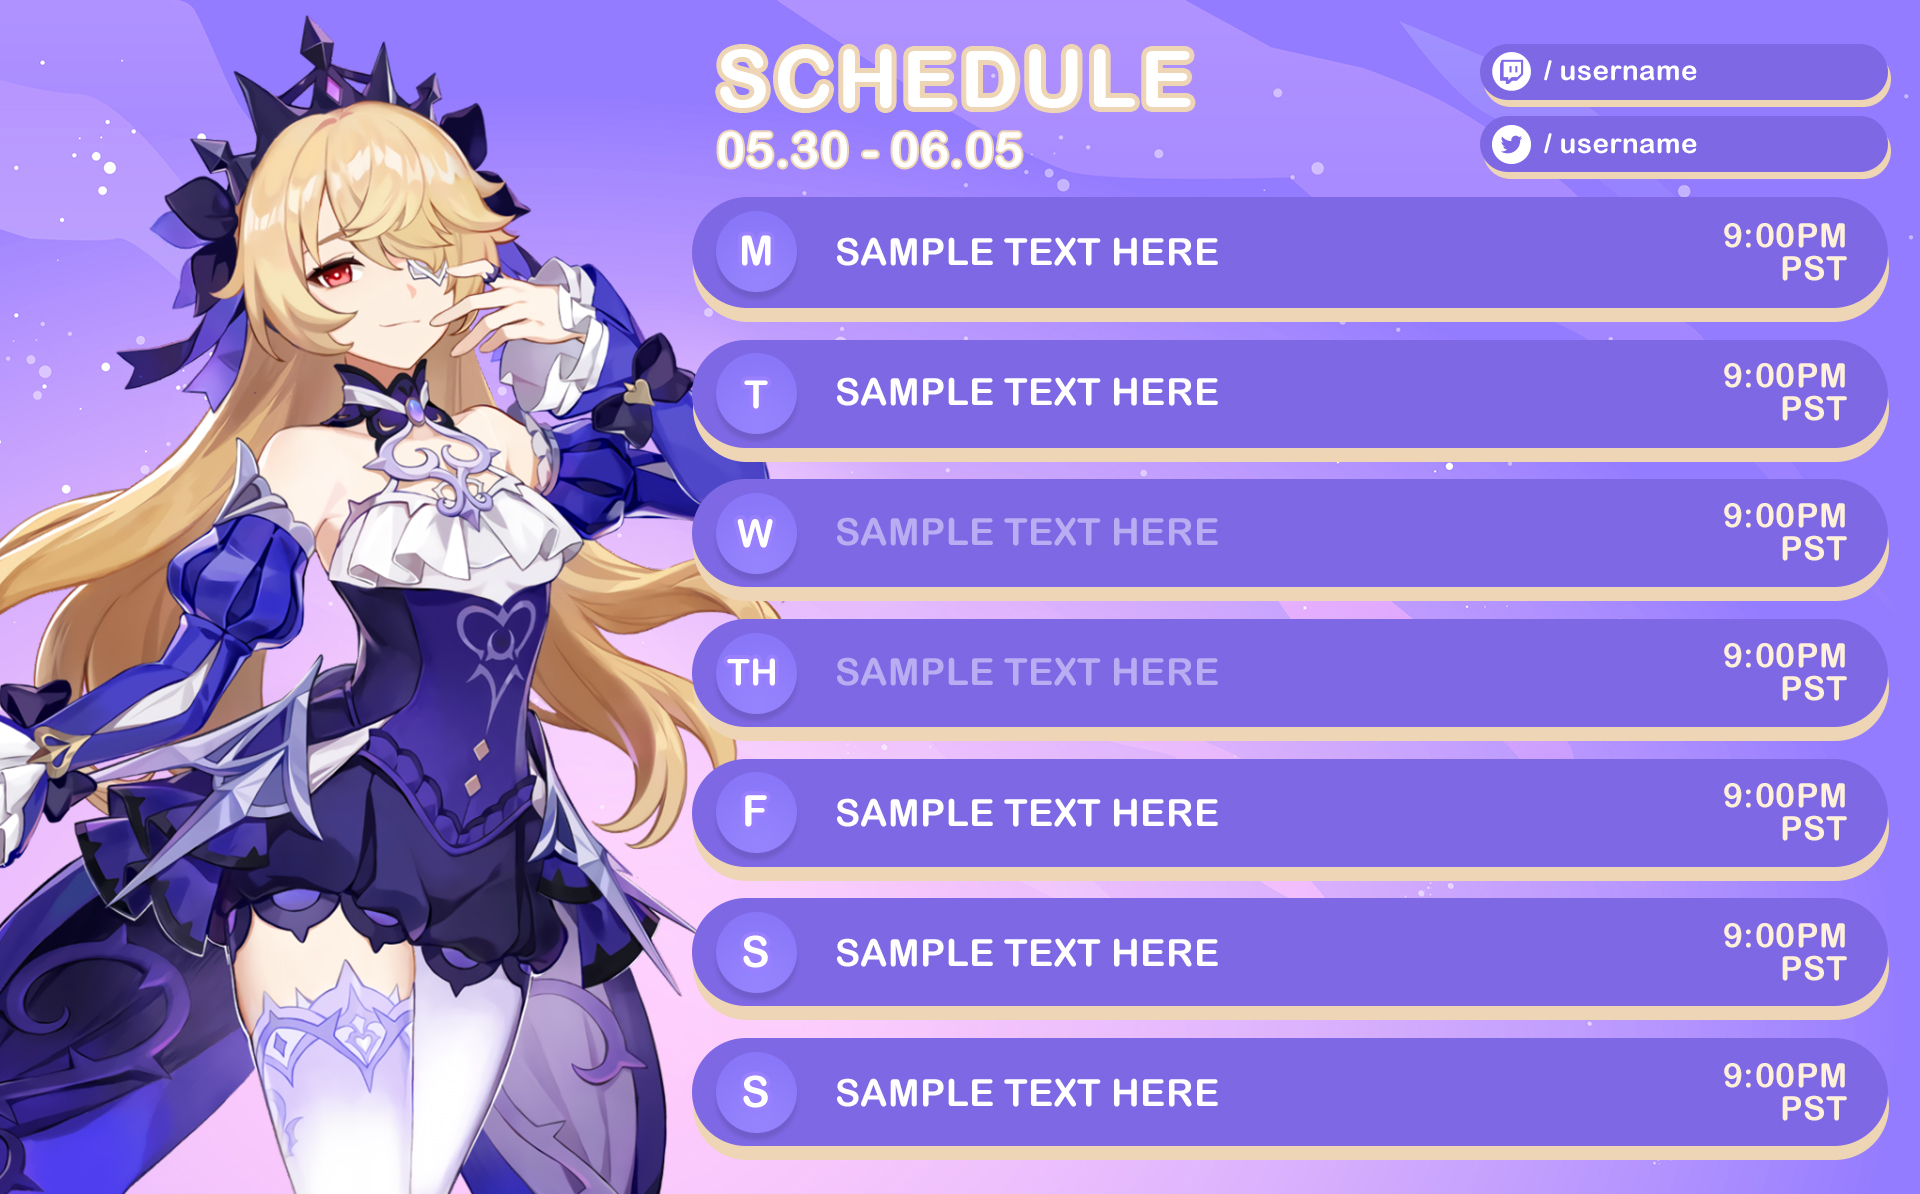 SCHEDULE
05.30 - 06.05
/ username
/ username
M SAMPLE TEXT HERE 9:00PM
PST
T SAMPLE TEXT HERE 9:00PM
PST
W SAMPLE TEXT HERE 9:00PM
PST
TH SAMPLE TEXT HERE 9:00PM
PST
F SAMPLE TEXT HERE 9:00PM
PST
S SAMPLE TEXT HERE 9:00PM
PST
S SAMPLE TEXT HERE 9:00PM
PST